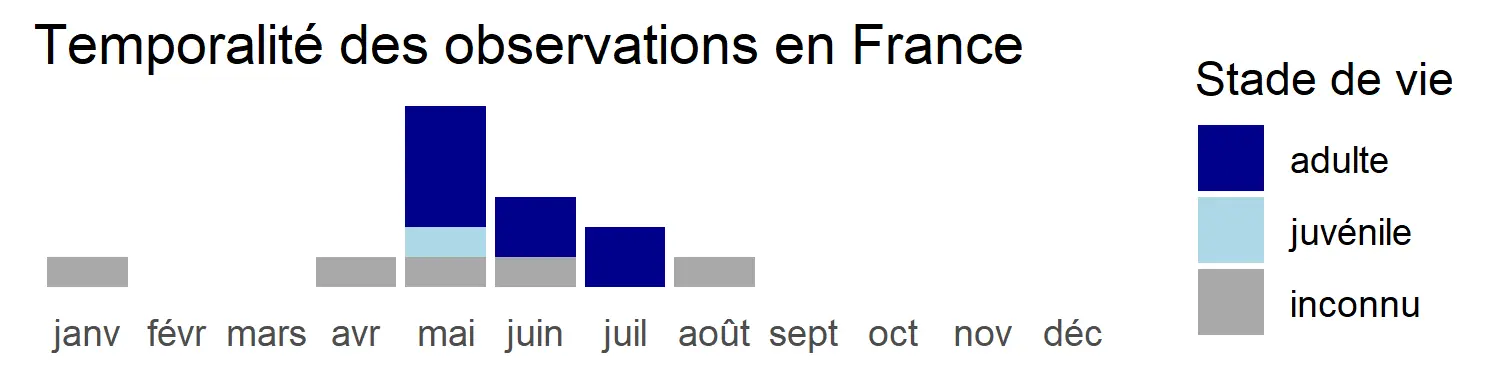 Temporalité des observations en France
Stade de vie
adulte
juvénile
inconnu
janv févr mars avr mai juin juil août sept oct nov déc